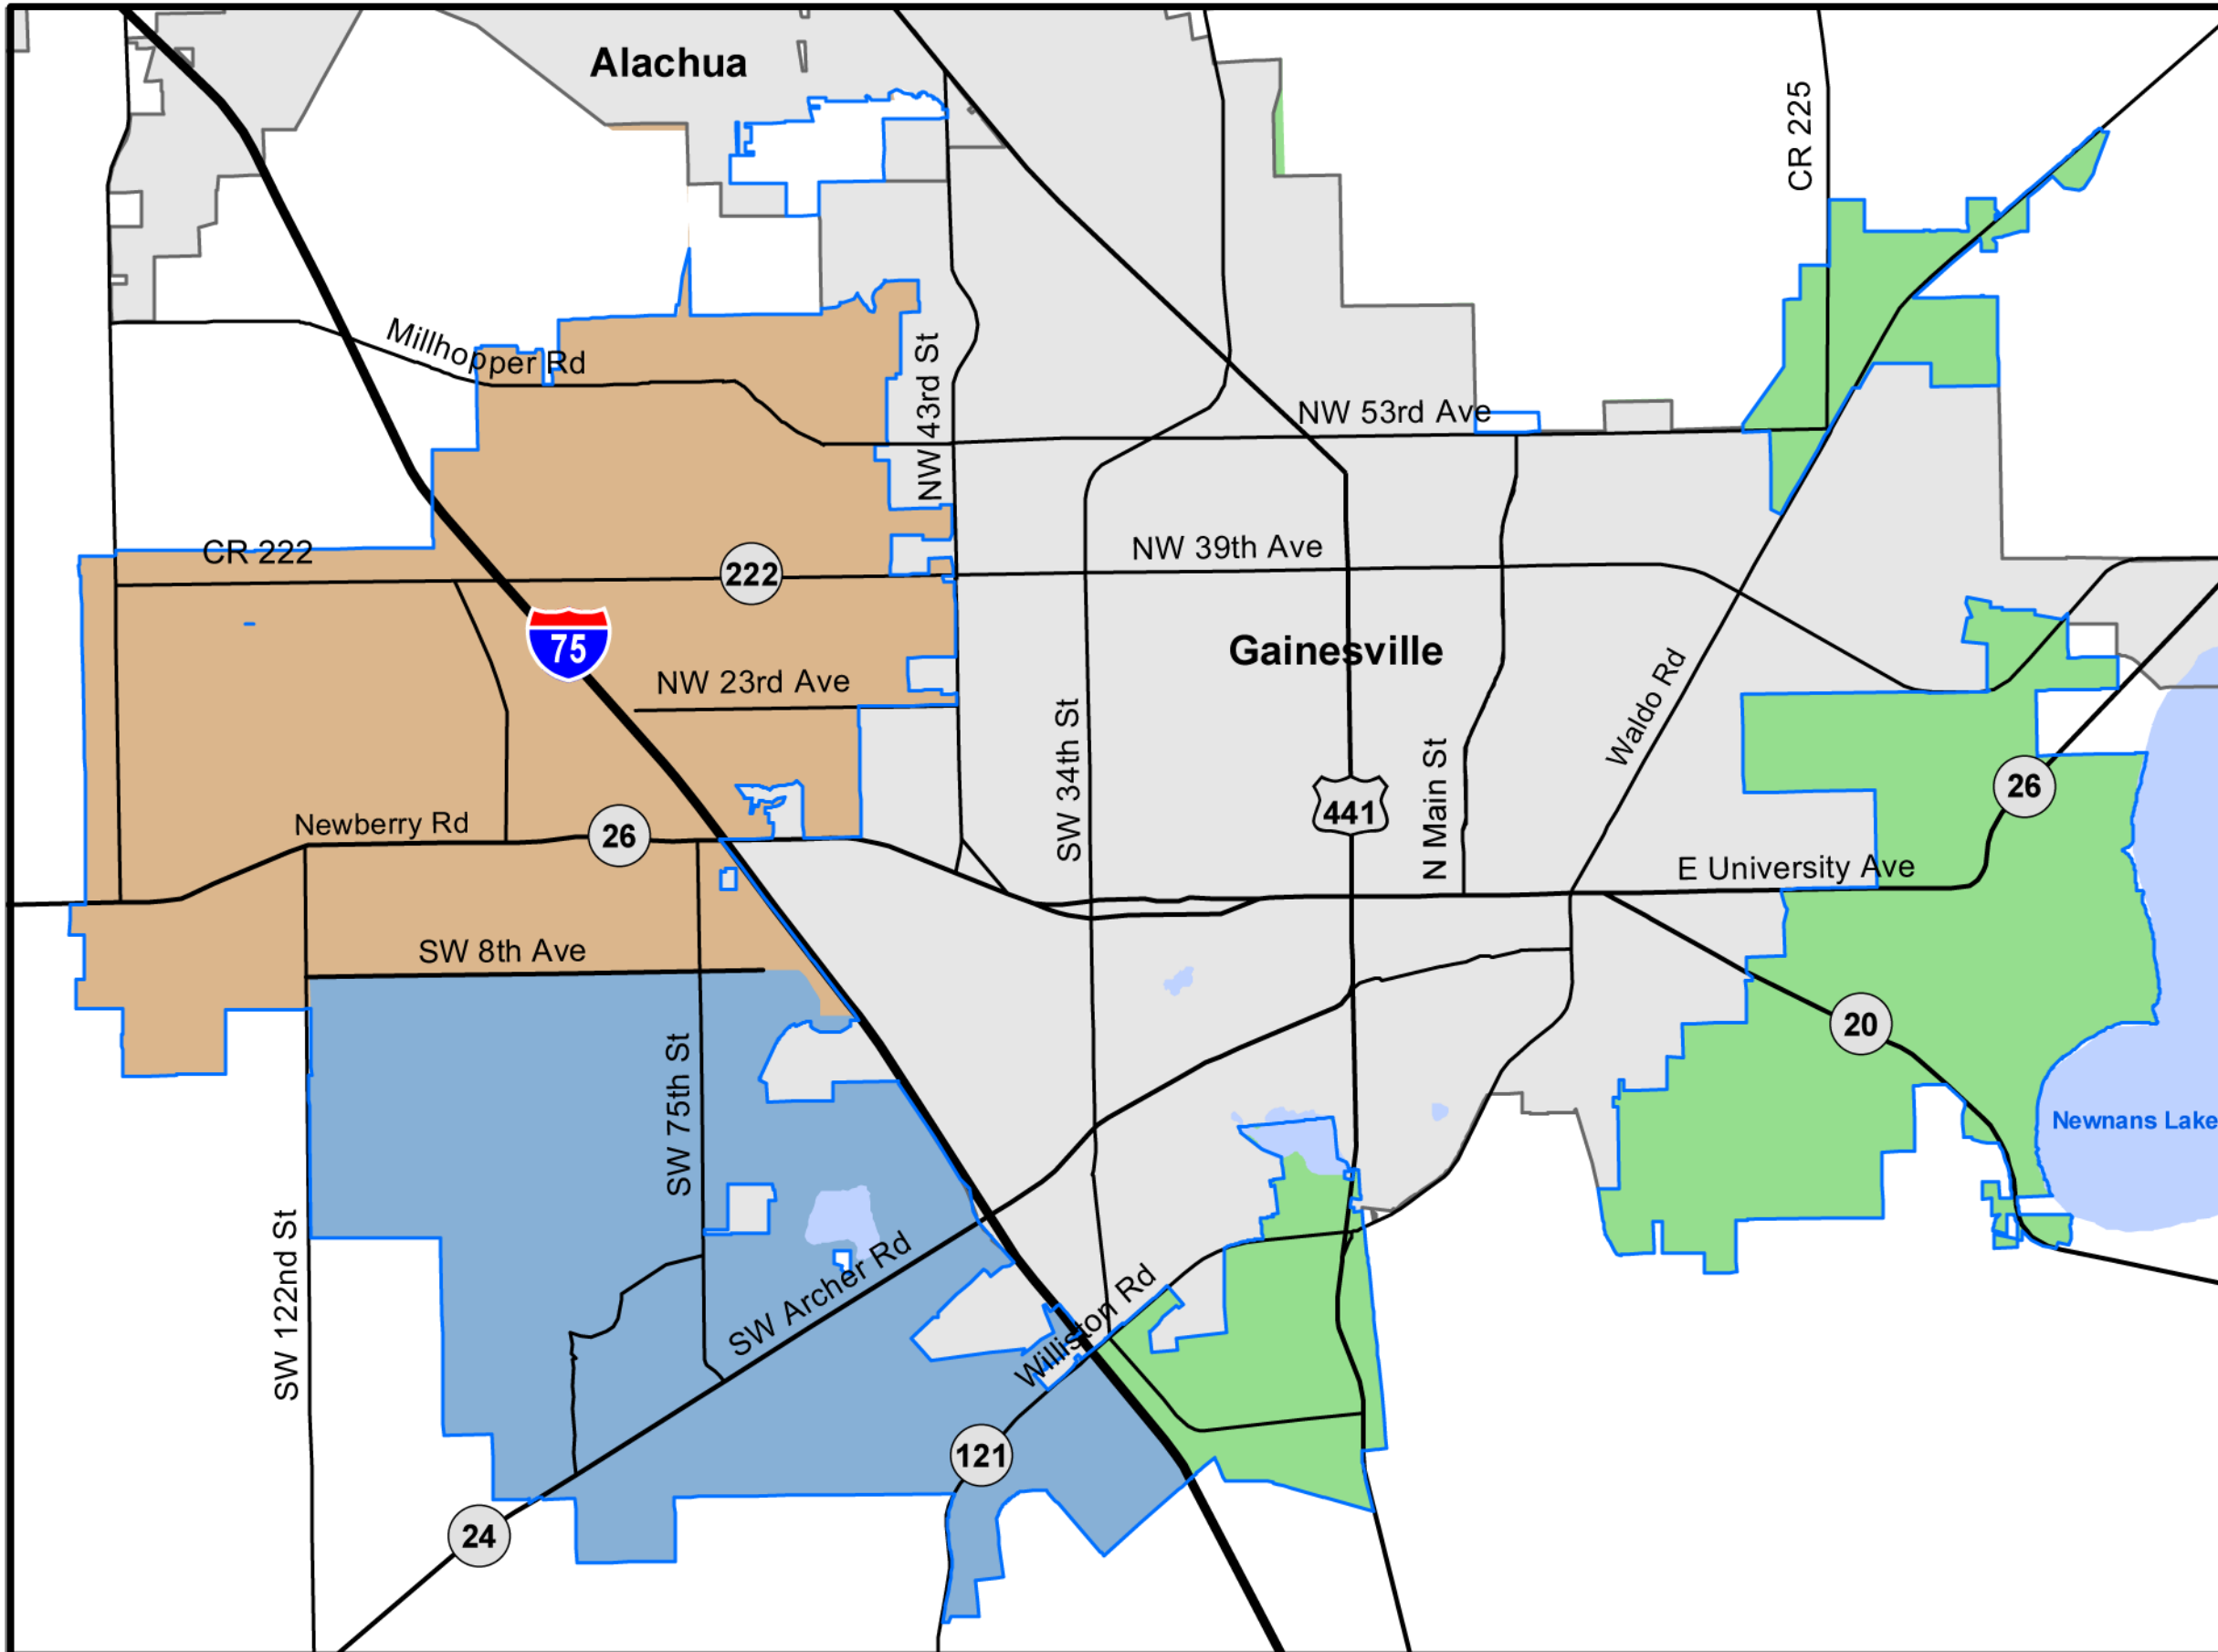 Alachua
CR 225
Millhopper Rd
NW 43rd St
NW 53rd Ave
CR 222
222
NW 39th Ave
75
Gainesville
NW 23rd Ave
Waldo Rd
SW 34th St
N Main St
441
26
Newberry Rd
26
E University Ave
SW 8th Ave
20
SW 75th St
Newnans Lake
SW 122nd St
SW Archer Rd
Williston Rd
121
24